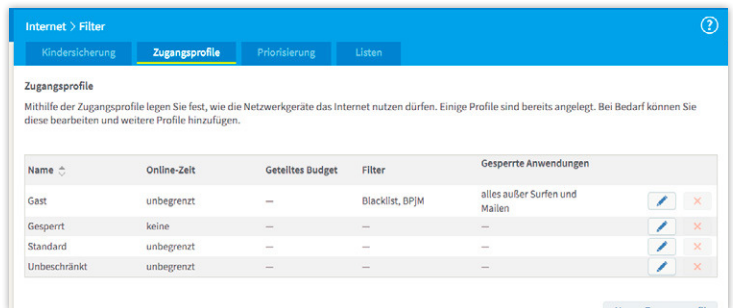 Internet > Filter
?
Kindersicherung Zugangsprofile Priorisierung Listen
Zugangsprofile
Mithilfe der Zugangsprofile legen Sie fest, wie die Netzwerkgeräte das Internet nutzen dürfen. Einige Profile sind bereits angelegt. Bei Bedarf können Sie
diese bearbeiten und weitere Profile hinzufügen.
Name Online-Zeit Geteiltes Budget Filter Gesperrte Anwendungen
Gast unbegrenzt — Blacklist, BPjM alles außer Surfen und
Mailen
Gesperrt keine — — —
Standard unbegrenzt — — —
Unbeschränkt unbegrenzt — — —